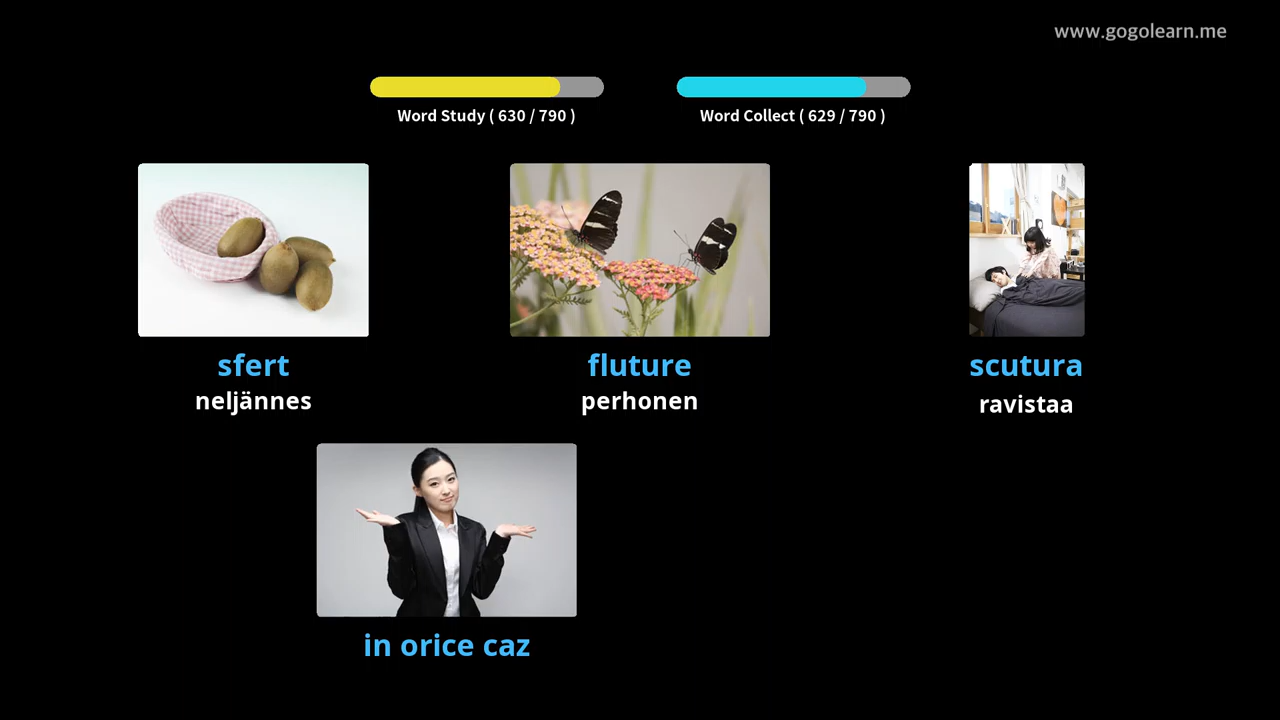 www.gogolearn.me
Word Study ( 630 / 790 )
Word Collect ( 629 / 790 )
sfert
neljännes
fluture
perhonen
scutura
ravistaa
in orice caz